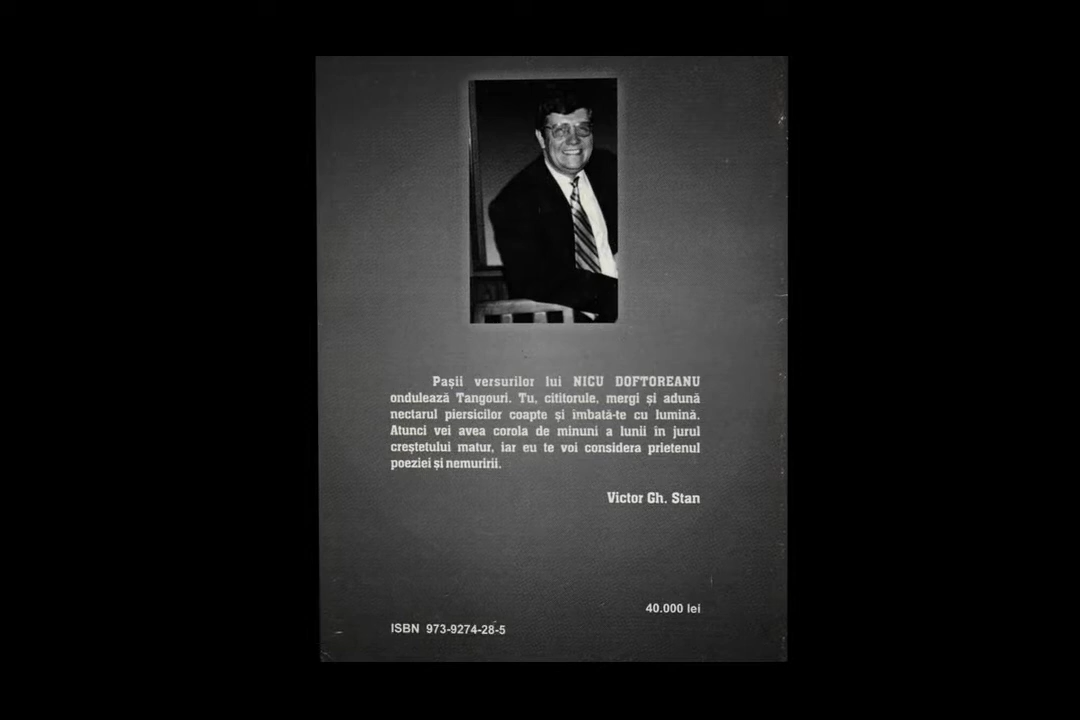 Pașii versurilor lui NICU DOFTOREANU
ondulează Tangouri. Tu, cititorule, mergi și adună
nectarul piersicilor coapte și îmbată-te cu lumină.
Atunci vei avea corola de minuni a lunii în jurul
creștetului matur, iar eu te voi considera prietenul
poeziei și nemuririi.
Victor Gh. Stan
40.000 lei
ISBN 973-9274-28-5